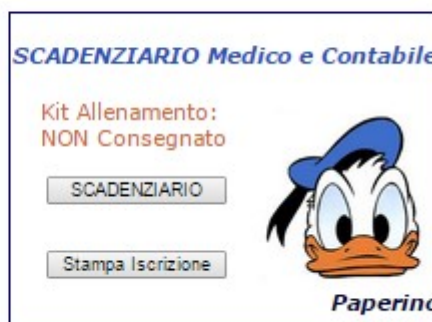 SCADENZIARIO Medico e Contabile
Kit Allenamento:
NON Consegnato
SCADENZIARIO
Stampa Iscrizione
Paperino